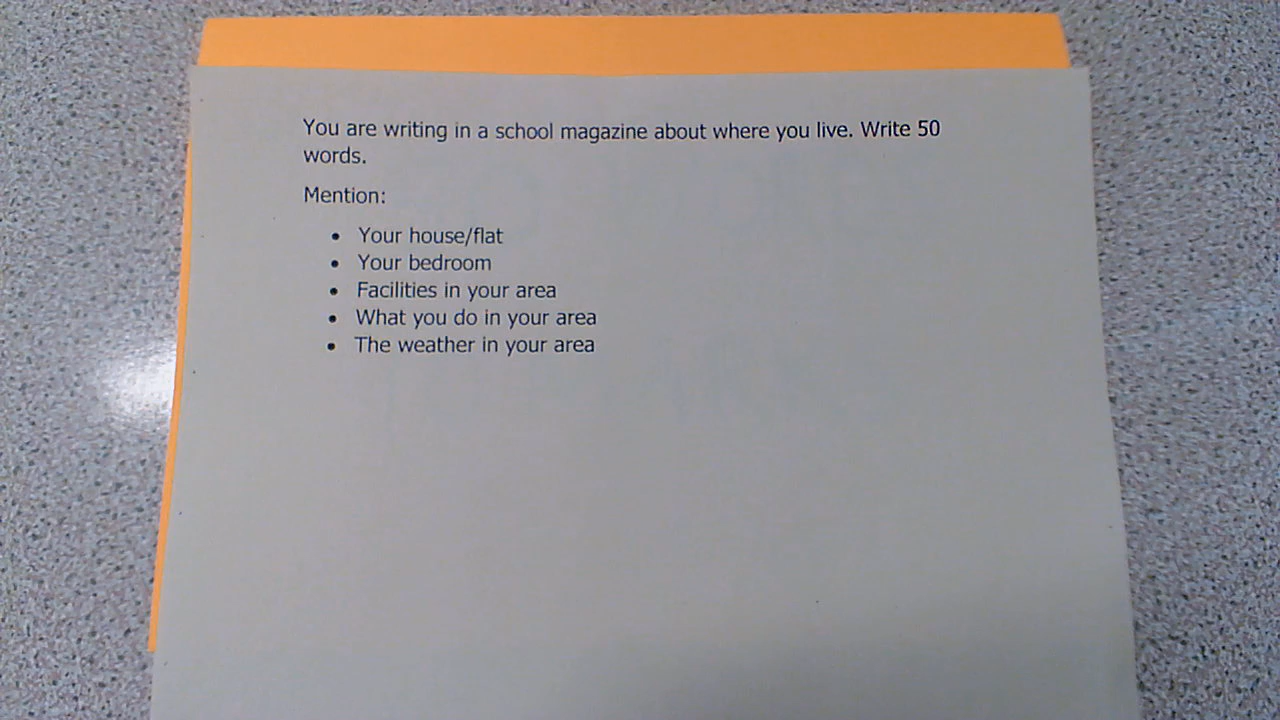 You are writing in a school magazine about where you live. Write 50
words.
Mention:
• Your house/flat
• Your bedroom
• Facilities in your area
• What you do in your area
• The weather in your area